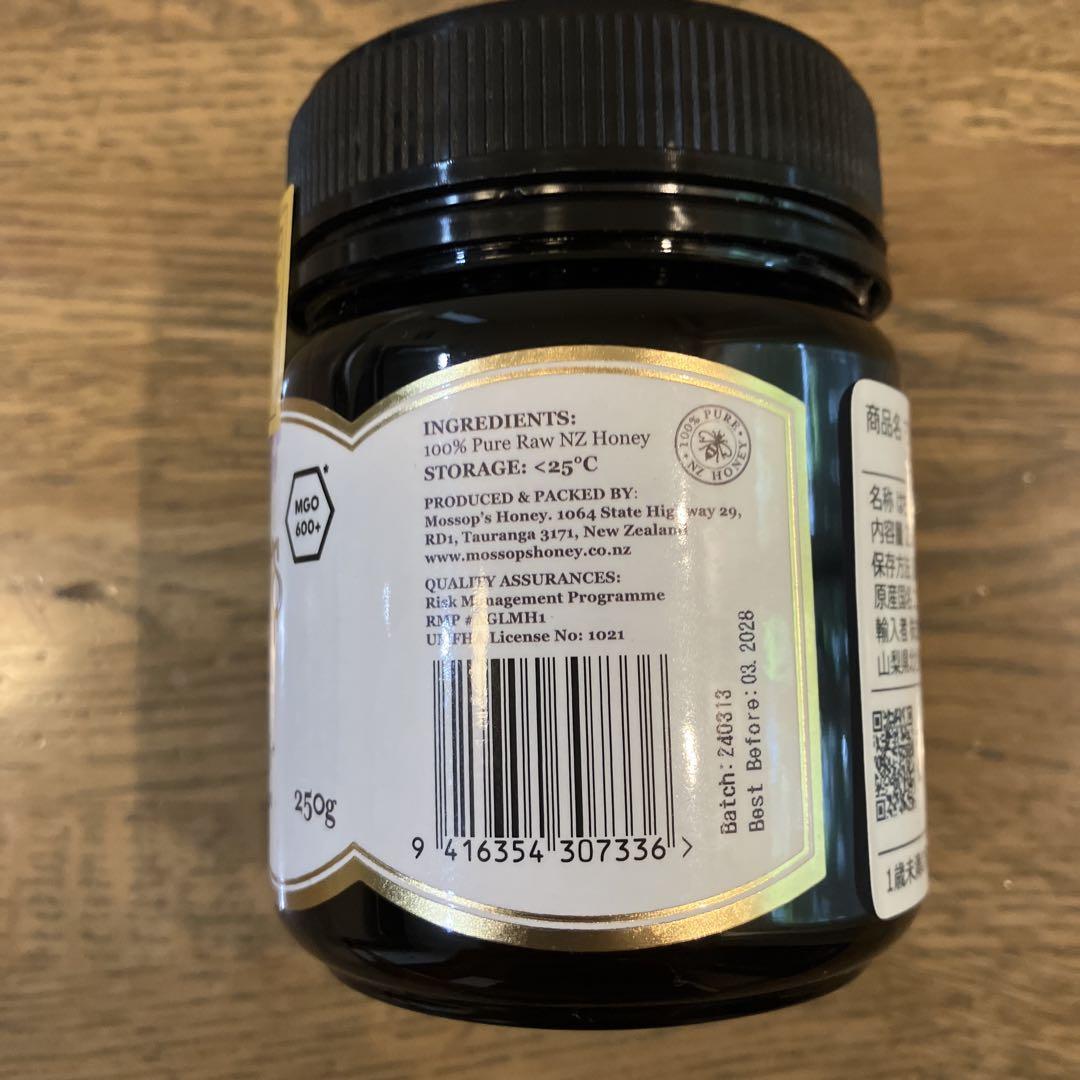 INGREDIENTS:
100% Pure Raw NZ Honey
STORAGE: <25°C
PRODUCED & PACKED BY:
Mossop's Honey. 1064 State Highway 29,
RD1, Tauranga 3171, New Zealand
www.mossopshoney.co.nz
QUALITY ASSURANCES:
Risk Management Programme
RMP #
License No: 1021
100% PURE
NZ HONEY
MGO
600+
*
250g
9 416354 307336 >
Batch: 240313
Best Before: 03. 2028
商品名
名称
内容量
保存方法
原産国
輸入者
山梨県
1歳未満